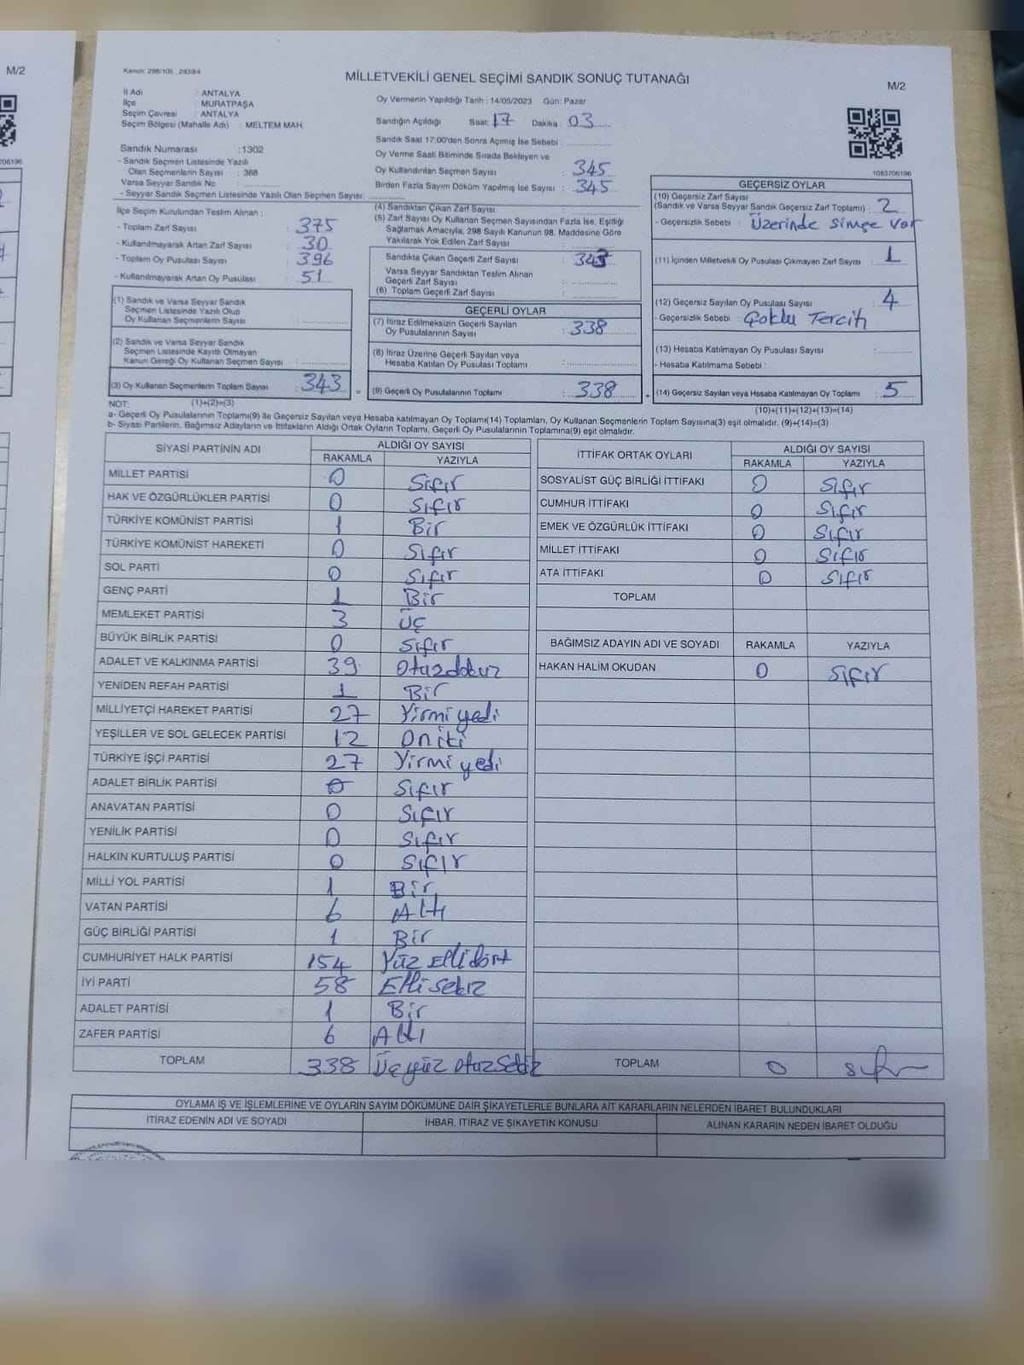 M/2
Kanun: 298/105 , 2839/4
MİLLETVEKİLİ GENEL SEÇİMİ SANDIK SONUÇ TUTANAĞI
M/2
İl Adı : ANTALYA
İlçe : MURATPAŞA
Seçim Çevresi : ANTALYA
Seçim Bölgesi (Mahalle Adı) : MELTEM MAH.
Sandık Numarası :1302
- Sandık Seçmen Listesinde Yazılı
Olan Seçmenlerin Sayısı : 368
Varsa Seyyar Sandık No :
- Seyyar Sandık Seçmen Listesinde Yazılı Olan Seçmen Sayısı:
Oy Vermenin Yapıldığı Tarih : 14/05/2023 Gün: Pazar
Sandığın Açıldığı Saat: 17 Dakika: 03
Sandık Saat 17:00'den Sonra Açılmış İse Sebebi :
Oy Verme Saati Bitiminde Sırada Bekleyen ve
Oy Kullandırılan Seçmen Sayısı : 345
Birden Fazla Sayım Döküm Yapılmış İse Sayısı : 345
1083706196
İlçe Seçim Kurulundan Teslim Alınan :
- Toplam Zarf Sayısı : 375
- Kullanılmayarak Artan Zarf Sayısı : 30
- Toplam Oy Pusulası Sayısı : 396
- Kullanılmayarak Artan Oy Pusulası : 51
(1) Sandık ve Varsa Seyyar Sandık
Seçmen Listesinde Yazılı Olup
Oy Kullanan Seçmenlerin Sayısı :
(2) Sandık ve Varsa Seyyar Sandık
Seçmen Listesinde Kayıtlı Olmayan
Kanun Gereği Oy Kullanan Seçmen Sayısı :
(3) Oy Kullanan Seçmenlerin Toplam Sayısı : 343
(4) Sandıktan Çıkan Zarf Sayısı :
(5) Zarf Sayısı Oy Kullanan Seçmen Sayısından Fazla İse, Eşitliği
Sağlamak Amacıyla, 298 Sayılı Kanunun 98. Maddesine Göre
Yakılarak Yok Edilen Zarf Sayısı :
Sandıkta Çıkan Geçerli Zarf Sayısı : 343
Varsa Seyyar Sandıktan Teslim Alınan
Geçerli Zarf Sayısı :
(6) Toplam Geçerli Zarf Sayısı :
GEÇERLİ OYLAR
(7) İtiraz Edilmeksizin Geçerli Sayılan
Oy Pusulalarının Sayısı : 338
(8) İtiraz Üzerine Geçerli Sayılan veya
Hesaba Katılan Oy Pusulası Toplamı :
(9) Geçerli Oy Pusulalarının Toplamı : 338
GEÇERSİZ OYLAR
(10) Geçersiz Zarf Sayısı
(Sandık ve Varsa Seyyar Sandık Geçersiz Zarf Toplamı) : 2
- Geçersizlik Sebebi : Üzerinde simge var
(11) İçinden Milletvekili Oy Pusulası Çıkmayan Zarf Sayısı : 1
(12) Geçersiz Sayılan Oy Pusulası Sayısı : 4
- Geçersizlik Sebebi : Çoklu Tercih
(13) Hesaba Katılmayan Oy Pusulası Sayısı :
- Hesaba Katılmama Sebebi :
(14) Geçersiz Sayılan veya Hesaba Katılmayan Oy Toplamı : 5
NOT: (1)+(2)=(3)
(10)+(11)+(12)+(13)=(14)
a- Geçerli Oy Pusulalarının Toplamı(9) ile Geçersiz Sayılan veya Hesaba katılmayan Oy Toplamı(14) Toplamları, Oy Kullanan Seçmenlerin Toplam Sayısına(3) eşit olmalıdır. (9)+(14)=(3)
b- Siyasi Partilerin, Bağımsız Adayların ve İttifakların Aldığı Ortak Oyların Toplamı, Geçerli Oy Pusulalarının Toplamına(9) eşit olmalıdır.
SİYASİ PARTİNİN ADI ALDIĞI OY SAYISI
RAKAMLA YAZIYLA
MİLLET PARTİSİ 0 Sıfır
HAK VE ÖZGÜRLÜKLER PARTİSİ 0 Sıfır
TÜRKİYE KOMÜNİST PARTİSİ 1 Bir
TÜRKİYE KOMÜNİST HAREKETİ 0 Sıfır
SOL PARTİ 0 Sıfır
GENÇ PARTİ 1 Bir
MEMLEKET PARTİSİ 3 Üç
BÜYÜK BİRLİK PARTİSİ 0 Sıfır
ADALET VE KALKINMA PARTİSİ 39 Otuzdokuz
YENİDEN REFAH PARTİSİ 1 Bir
MİLLİYETÇİ HAREKET PARTİSİ 27 Yirmi yedi
YEŞİLLER VE SOL GELECEK PARTİSİ 12 Oniki
TÜRKİYE İŞÇİ PARTİSİ 27 Yirmi yedi
ADALET BİRLİK PARTİSİ 0 Sıfır
ANAVATAN PARTİSİ 0 Sıfır
YENİLİK PARTİSİ 0 Sıfır
HALKIN KURTULUŞ PARTİSİ 0 Sıfır
MİLLİ YOL PARTİSİ 1 Bir
VATAN PARTİSİ 6 Altı
GÜÇ BİRLİĞİ PARTİSİ 1 Bir
CUMHURİYET HALK PARTİSİ 154 Yüz Ellidört
İYİ PARTİ 58 Ellisekiz
ADALET PARTİSİ 1 Bir
ZAFER PARTİSİ 6 Altı
TOPLAM 338 Üçyüz otuzsekiz
İTTİFAK ORTAK OYLARI ALDIĞI OY SAYISI
RAKAMLA YAZIYLA
SOSYALİST GÜÇ BİRLİĞİ İTTİFAKI 0 Sıfır
CUMHUR İTTİFAKI 0 Sıfır
EMEK VE ÖZGÜRLÜK İTTİFAKI 0 Sıfır
MİLLET İTTİFAKI 0 Sıfır
ATA İTTİFAKI 0 Sıfır
TOPLAM
BAĞIMSIZ ADAYIN ADI VE SOYADI RAKAMLA YAZIYLA
HAKAN HALİM OKUDAN 0 Sıfır
TOPLAM 0 Sıfır
OYLAMA İŞ VE İŞLEMLERİNE VE OYLARIN SAYIM DÖKÜMÜNE DAİR ŞİKAYETLERLE BUNLARA AİT KARARLARIN NELERDEN İBARET BULUNDUKLARI
İTİRAZ EDENİN ADI VE SOYADI İHBAR, İTİRAZ VE ŞİKAYETİN KONUSU ALINAN KARARIN NEDEN İBARET OLDUĞU